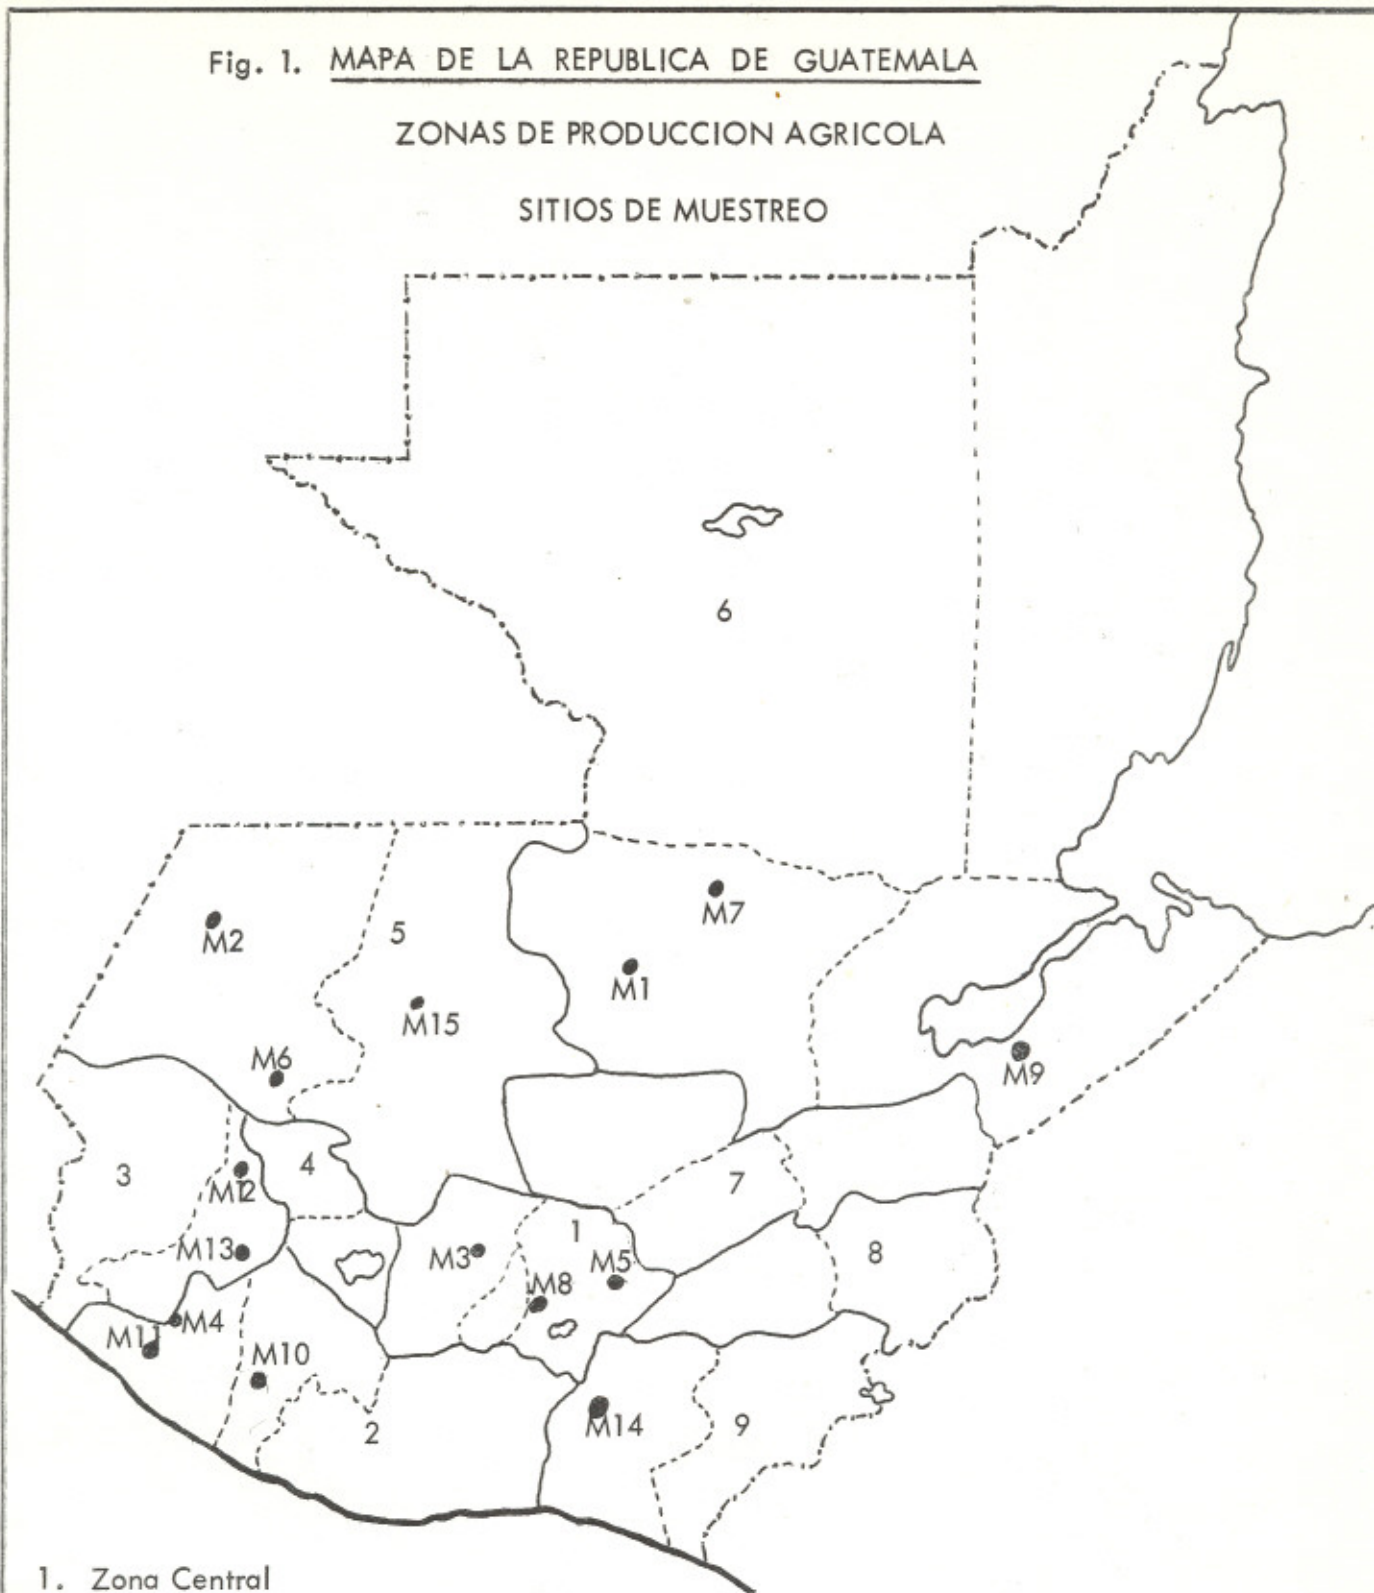 Fig. 1. MAPA DE LA REPUBLICA DE GUATEMALA
ZONAS DE PRODUCCION AGRICOLA
SITIOS DE MUESTREO
6
M7
M2
5
M1
M15
M6
M9
3
4
M12
7
1
M13
M3
M5
8
M8
M4
M11
M10
M14
9
2
1. Zona Central